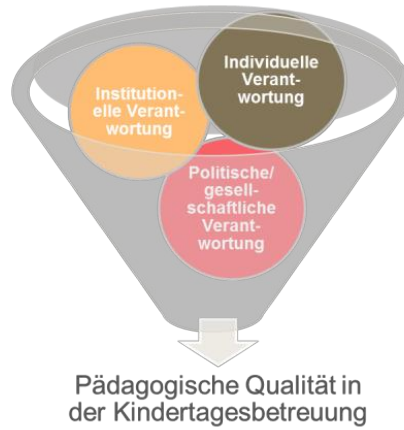 Institution-
elle Verant-
wortung
Individuelle
Verant-
wortung
Politische/
gesell-
schaftliche
Verant-
wortung
Pädagogische Qualität in
der Kindertagesbetreuung